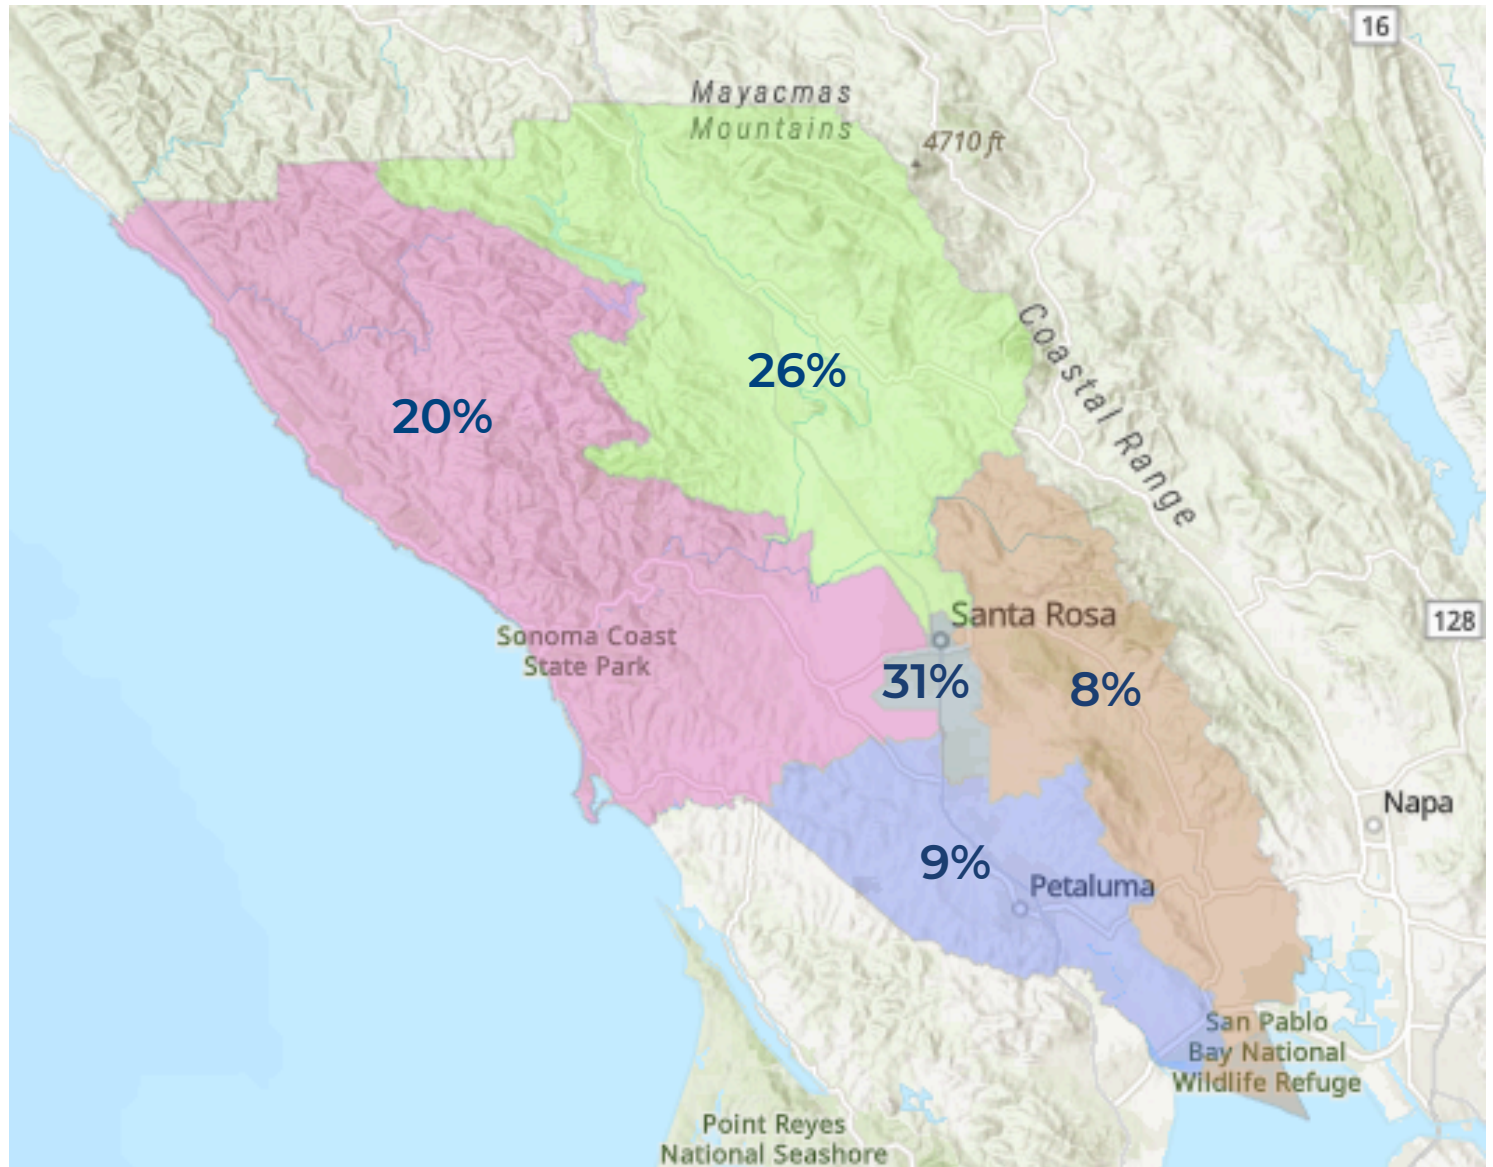 16
Mayacmas
Mountains
4710 ft
Coastal Range
26%
20%
Santa Rosa
128
Sonoma Coast
State Park
31%
8%
Napa
9%
Petaluma
San Pablo
Bay National
Wildlife Refuge
Point Reyes
National Seashore